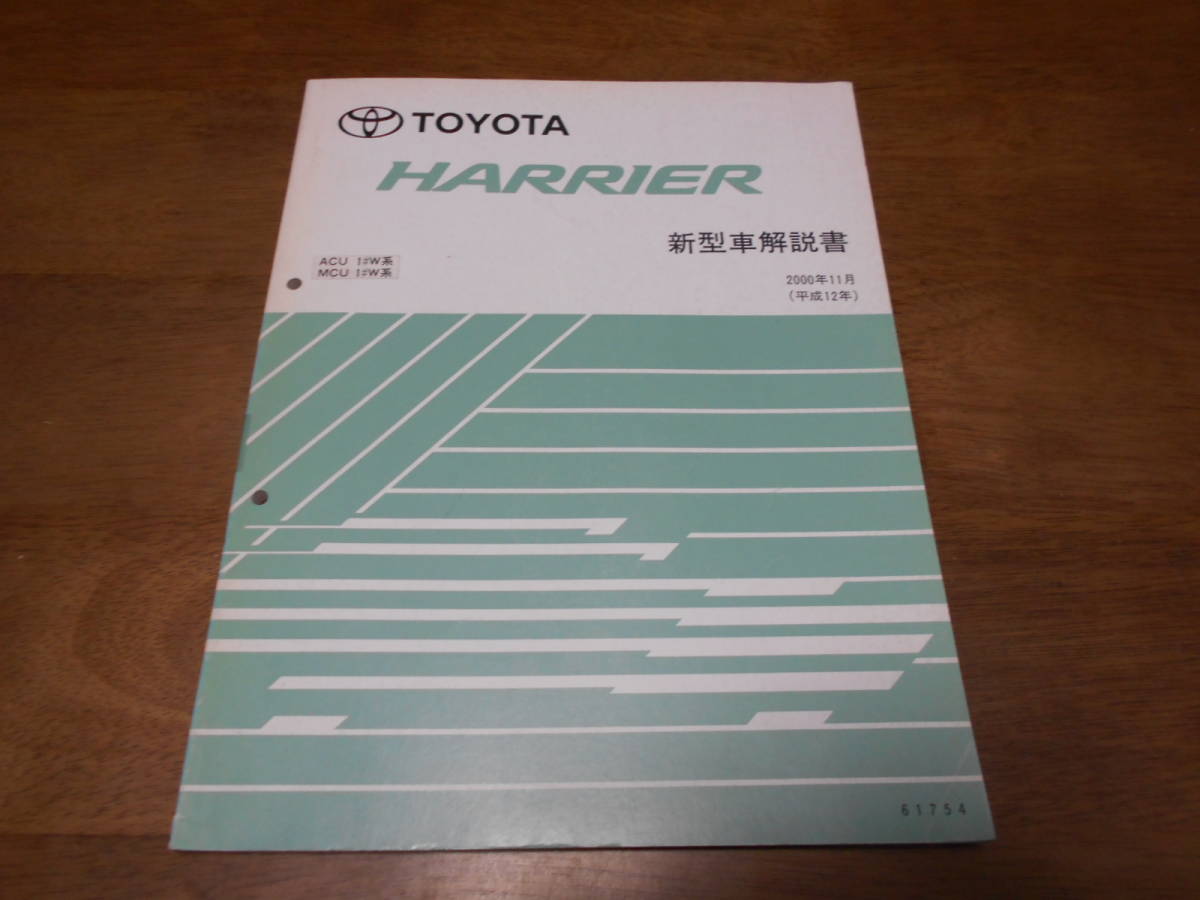 TOYOTA
HARRIER
新型車解説書
ACU 1#W系
MCU 1#W系
2000年11月
(平成12年)
61754